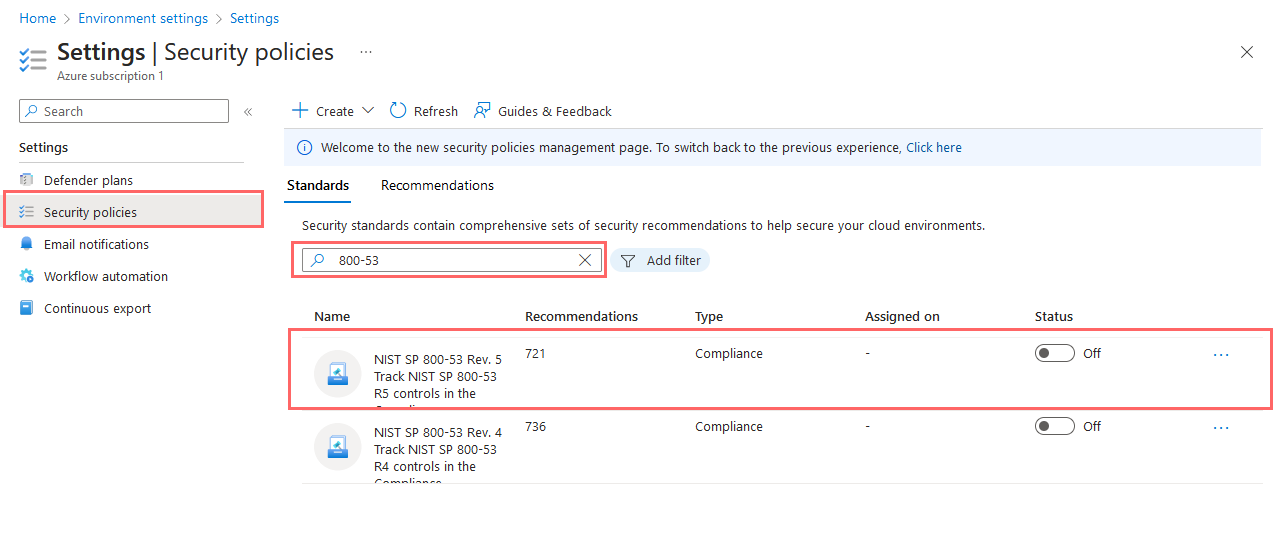 Home > Environment settings > Settings
Settings | Security policies ...
Azure subscription 1
Search
«
Create
Refresh
Guides & Feedback
Settings
Welcome to the new security policies management page. To switch back to the previous experience, Click here
Defender plans
Standards
Recommendations
Security policies
Security standards contain comprehensive sets of security recommendations to help secure your cloud environments.
Email notifications
800-53
Add filter
Workflow automation
Continuous export
Name
Recommendations
Type
Assigned on
Status
NIST SP 800-53 Rev. 5
Track NIST SP 800-53
R5 controls in the
721
Compliance
-
Off
...
NIST SP 800-53 Rev. 4
Track NIST SP 800-53
R4 controls in the
Compliance
736
Compliance
-
Off
...